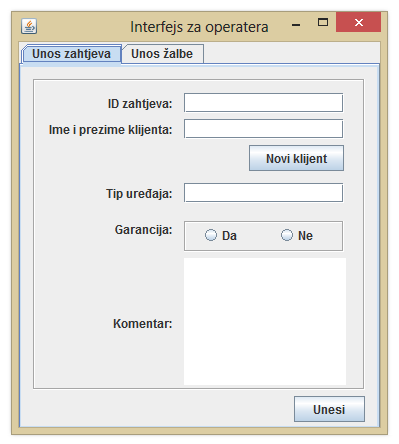 Interfejs za operatera
Unos zahtjeva Unos žalbe
ID zahtjeva:
Ime i prezime klijenta:
Novi klijent
Tip uređaja:
Garancija: Da Ne
Komentar:
Unesi